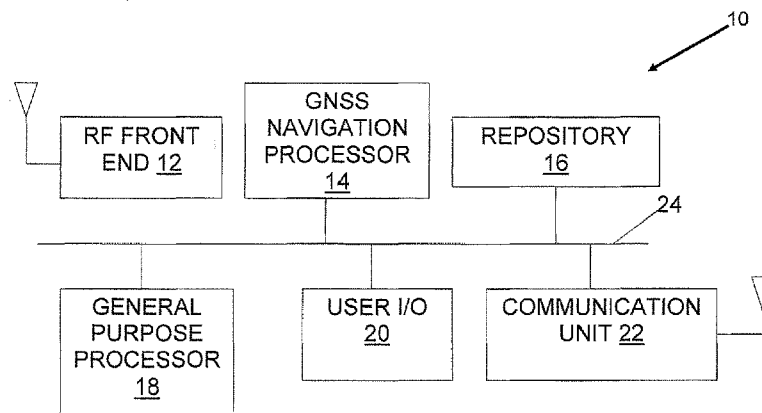 10
RF FRONT
END 12
GNSS
NAVIGATION
PROCESSOR
14
REPOSITORY
16
24
GENERAL
PURPOSE
PROCESSOR
18
USER I/O
20
COMMUNICATION
UNIT 22